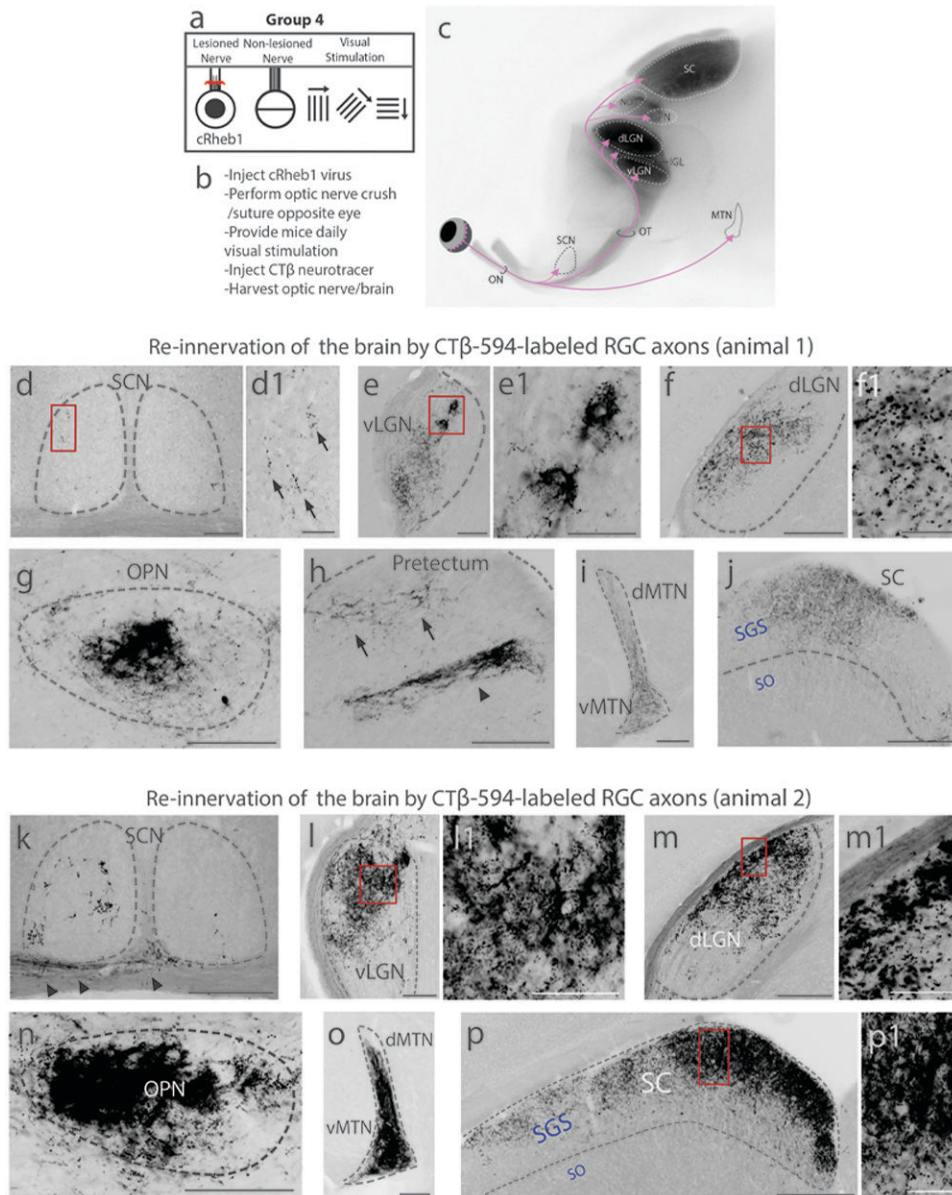 a
Group 4
Lesioned Nerve
Non-lesioned Nerve
Visual Stimulation
cRheb1
b
-Inject cRheb1 virus
-Perform optic nerve crush
/suture opposite eye
-Provide mice daily
visual stimulation
-Inject CTβ neurotracer
-Harvest optic nerve/brain
c
SC
dLGN
IGL
vLGN
MTN
SCN
OT
ON
Re-innervation of the brain by CTβ-594-labeled RGC axons (animal 1)
d
SCN
d1
e
vLGN
e1
f
dLGN
f1
g
OPN
h
Pretectum
i
dMTN
vMTN
j
SC
SGS
SO
Re-innervation of the brain by CTβ-594-labeled RGC axons (animal 2)
k
SCN
l
vLGN
l1
m
dLGN
m1
n
OPN
o
dMTN
vMTN
p
SC
SGS
SO
p1